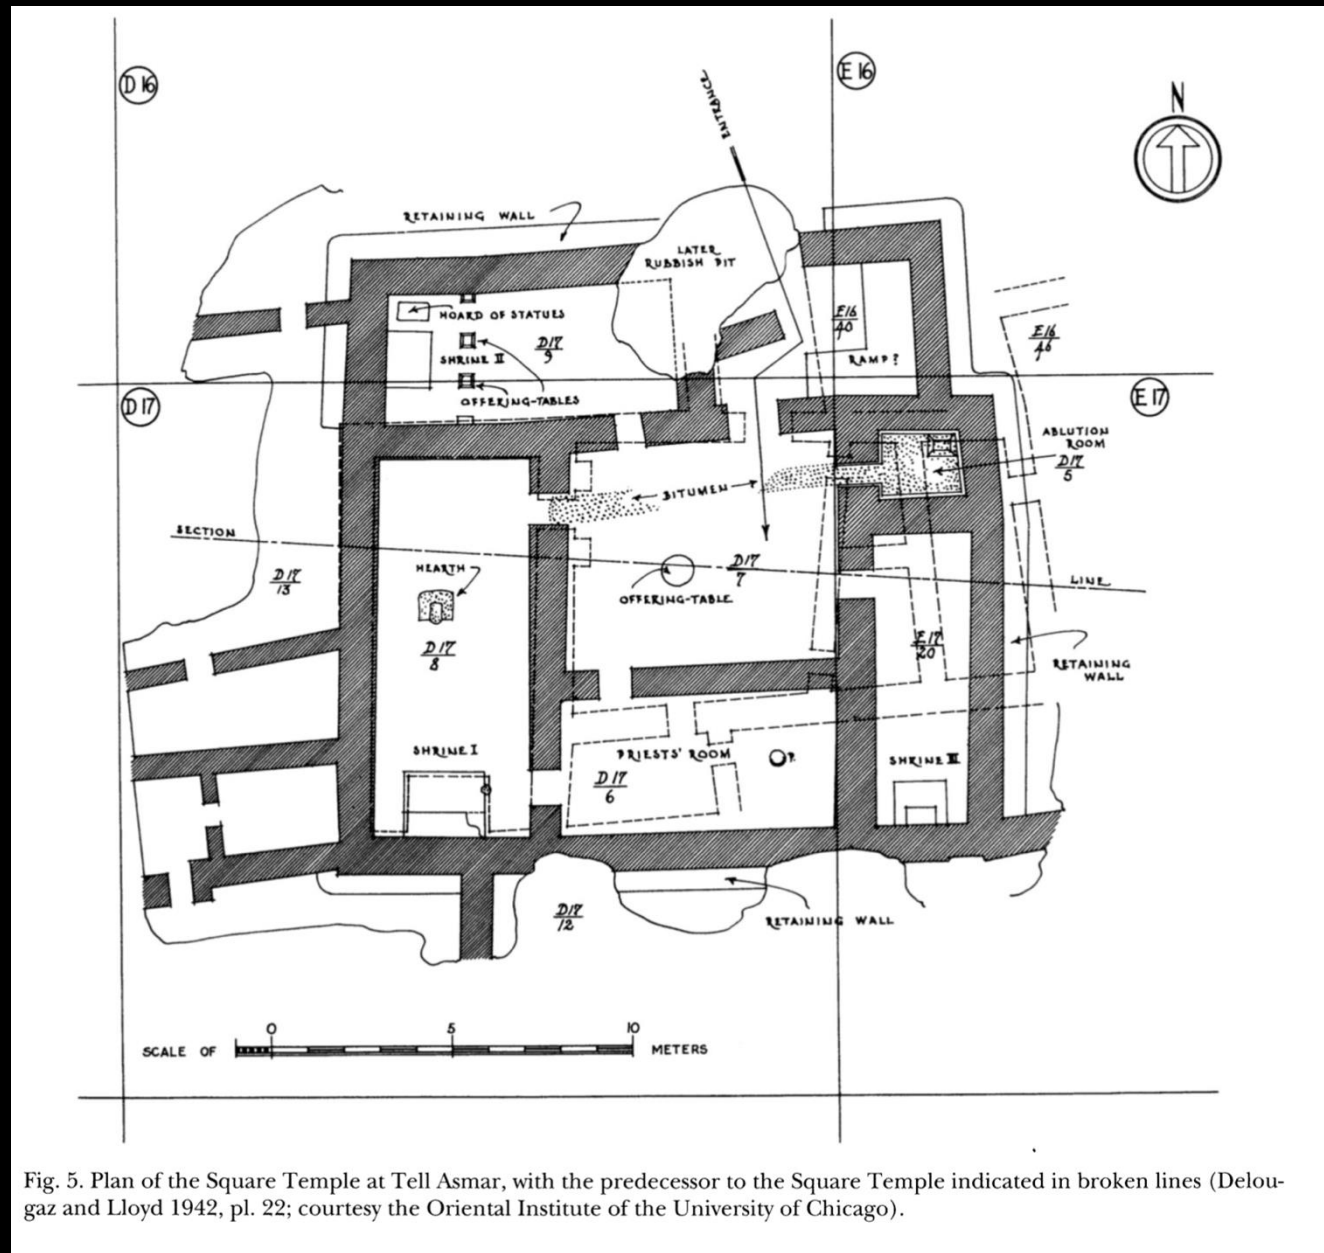 D 16
E 16
N
ENTRANCE
RETAINING WALL
LATER
RUBBISH PIT
HOARD OF STATUES
D17
9
SHRINE II
OFFERING-TABLES
E16
40
RAMP?
E16
46
D 17
E 17
ABLUTION
ROOM
D17
5
BITUMEN
SECTION
D17
13
HEARTH
D17
7
OFFERING-TABLE
LINE
D17
8
E17
20
RETAINING
WALL
SHRINE I
PRIESTS' ROOM
P.
SHRINE III
D17
6
D17
12
RETAINING WALL
0 5 10
SCALE OF METERS
Fig. 5. Plan of the Square Temple at Tell Asmar, with the predecessor to the Square Temple indicated in broken lines (Delou-
gaz and Lloyd 1942, pl. 22; courtesy the Oriental Institute of the University of Chicago).